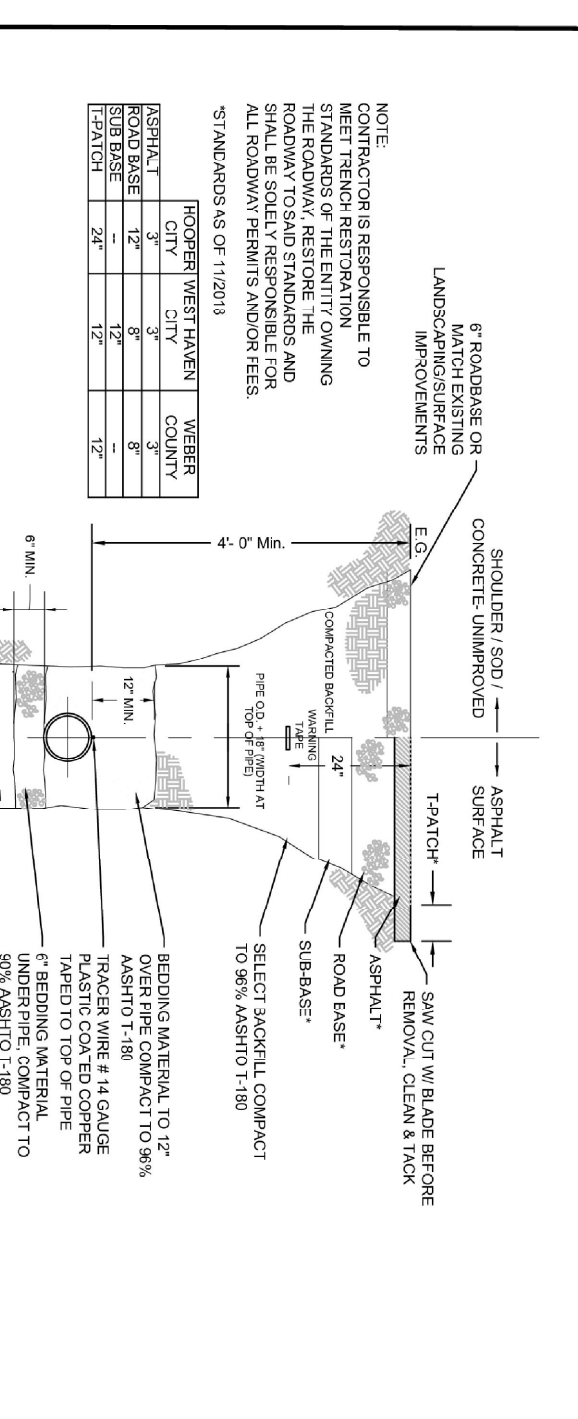 NOTE:
CONTRACTOR IS RESPONSIBLE TO
MEET TRENCH RESTORATION
STANDARDS OF THE ENTITY OWNING
THE ROADWAY, RESTORE THE
ROADWAY TO SAID STANDARDS AND
SHALL BE SOLELY RESPONSIBLE FOR
ALL ROADWAY PERMITS AND/OR FEES.
*STANDARDS AS OF 11/2018
HOOPER CITY WEST HAVEN CITY WEBER COUNTY
ASPHALT 3" 3" 3"
ROAD BASE 12" 8" 8"
SUB BASE -- 12" --
T-PATCH 24" 12" 12"
6" ROADBASE OR
MATCH EXISTING
LANDSCAPING/SURFACE
IMPROVEMENTS
SHOULDER / SOD /
CONCRETE- UNIMPROVED
ASPHALT
SURFACE
T-PATCH*
E.G.
4'- 0" Min.
COMPACTED BACKFILL
24"
WARNING
TAPE
PIPE O.D. + 18" (WIDTH AT
TOP OF PIPE)
12" MIN.
6" MIN.
SAW CUT W/ BLADE BEFORE
REMOVAL, CLEAN & TACK
ASPHALT*
ROAD BASE*
SUB-BASE*
SELECT BACKFILL COMPACT
TO 96% AASHTO T-180
BEDDING MATERIAL TO 12"
OVER PIPE COMPACT TO 96%
AASHTO T-180
TRACER WIRE # 14 GAUGE
PLASTIC COATED COPPER
TAPED TO TOP OF PIPE
6" BEDDING MATERIAL
UNDER PIPE, COMPACT TO
90% AASHTO T-180